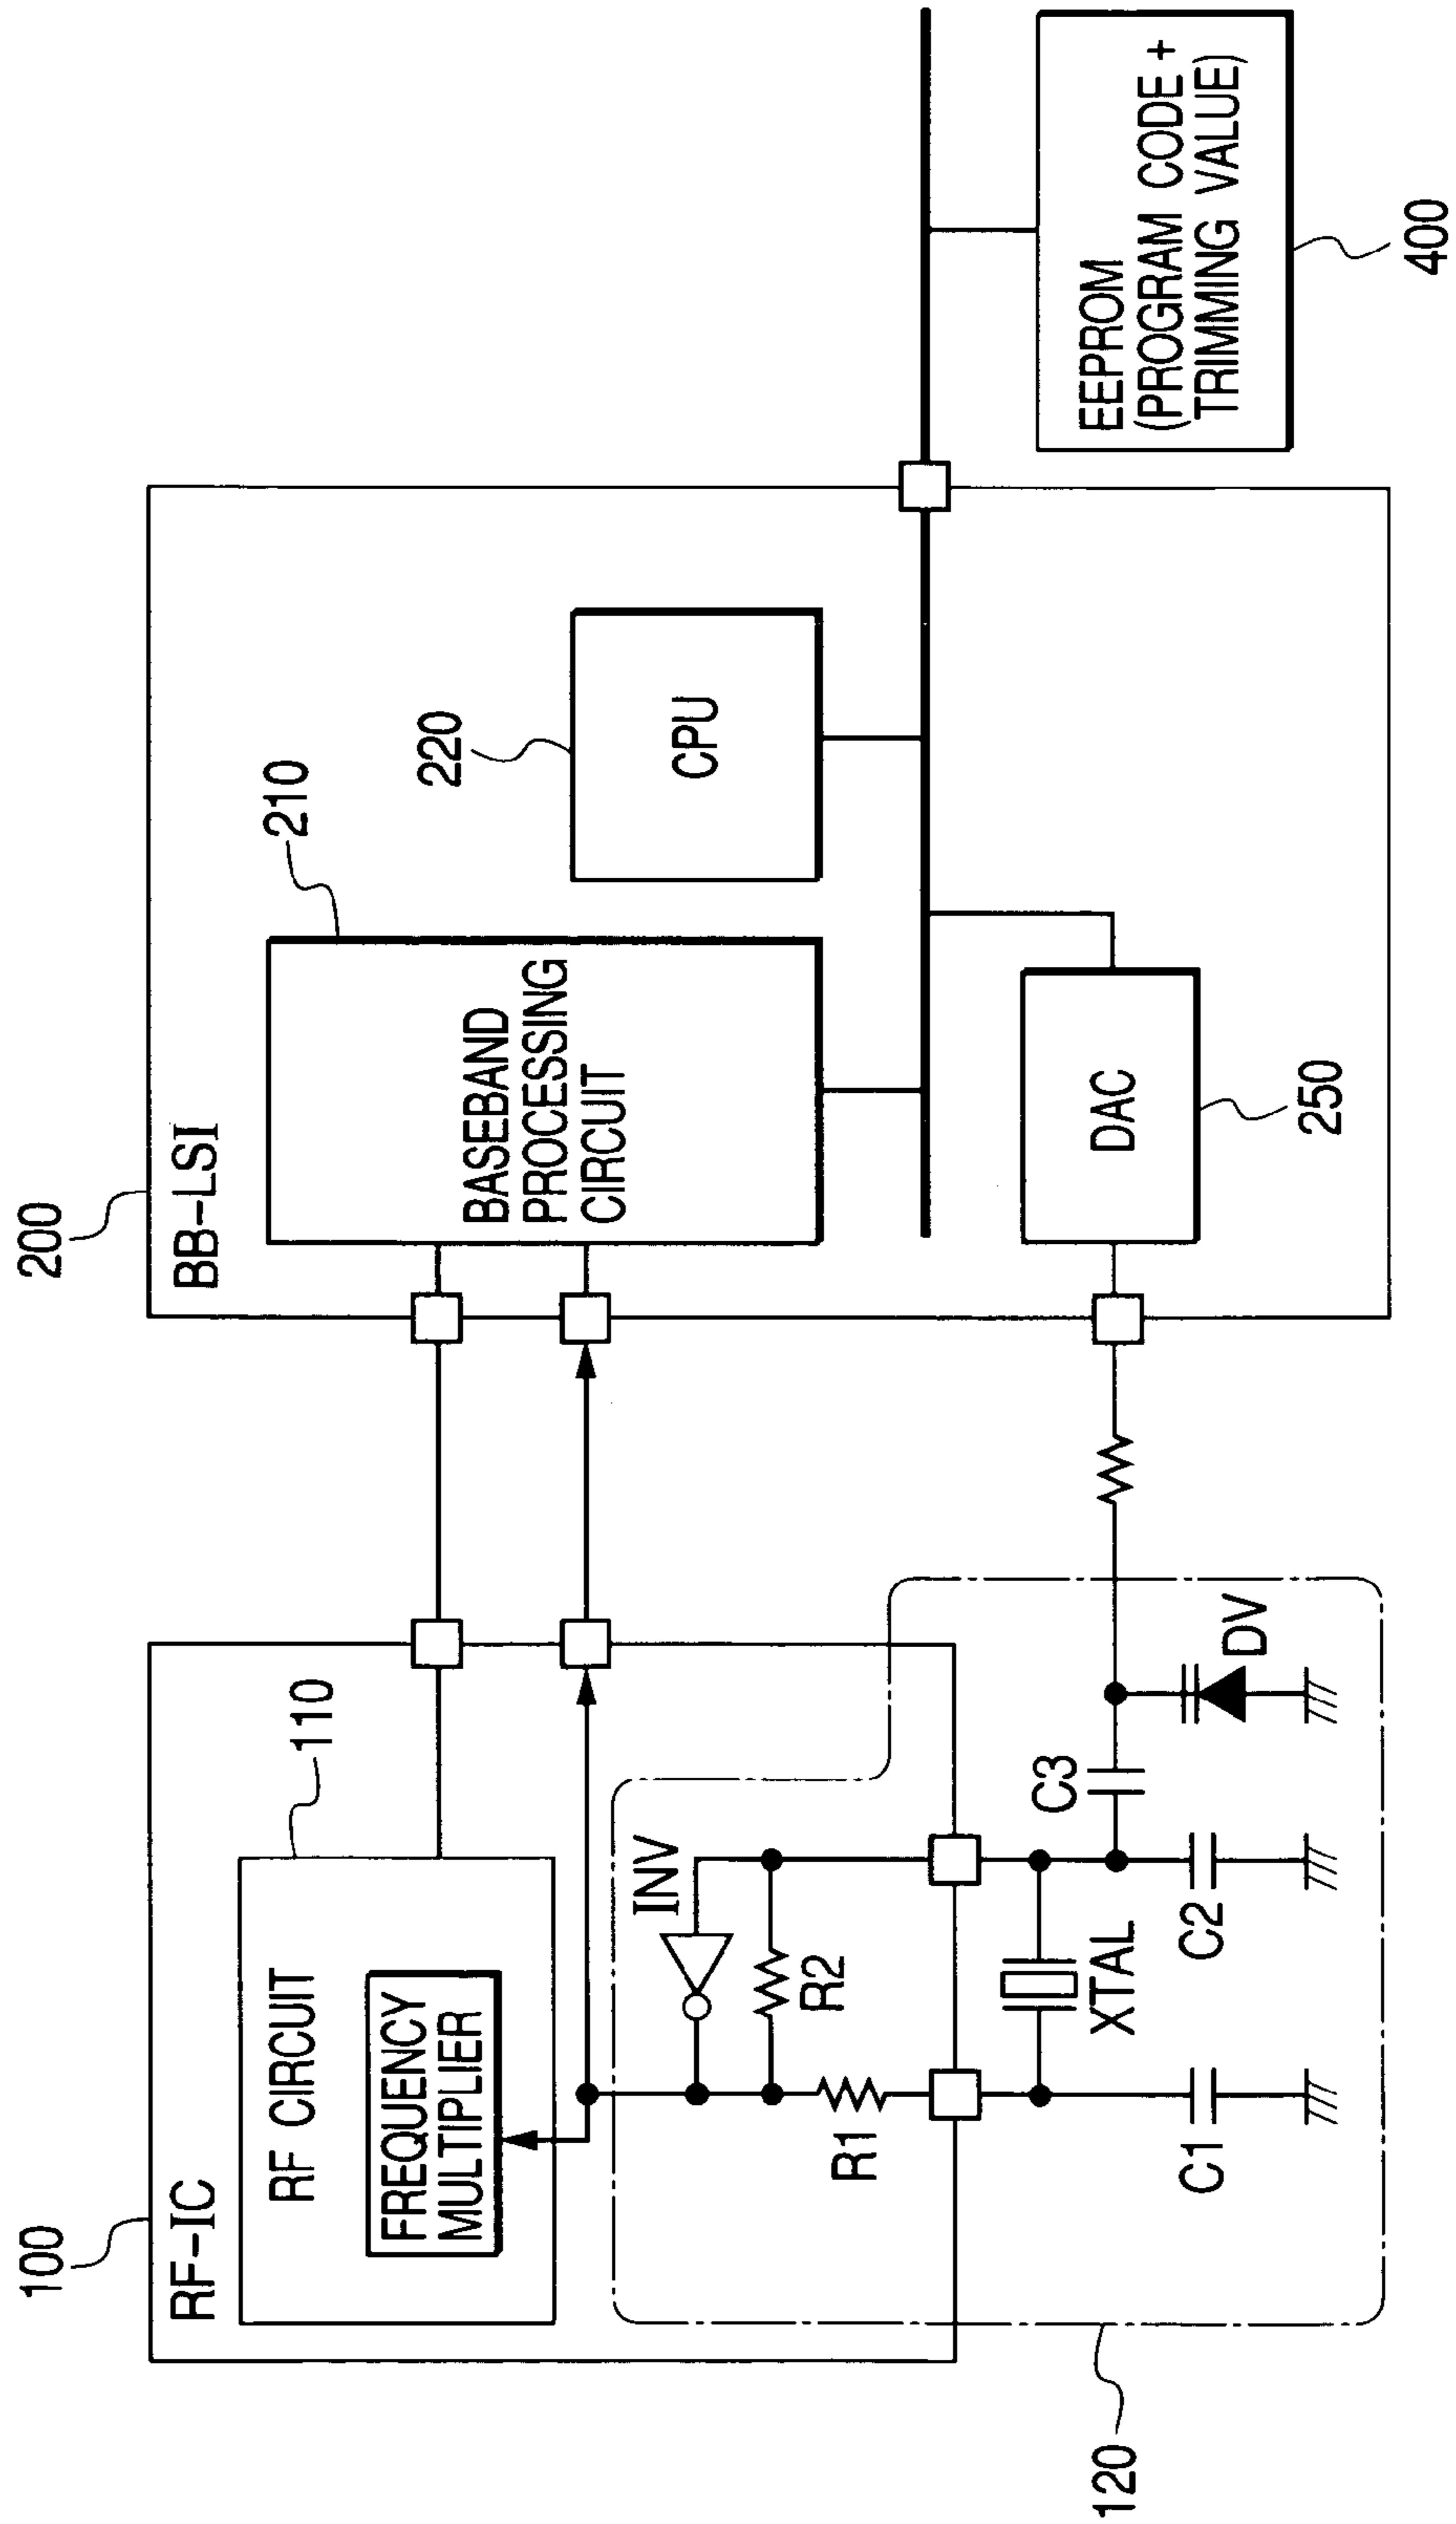 100
RF-IC
RF CIRCUIT
110
FREQUENCY
MULTIPLIER
INV
R2
R1
XTAL
C1
C2
C3
DV
120
200
BB-LSI
210
BASEBAND
PROCESSING
CIRCUIT
220
CPU
DAC
250
EEPROM
(PROGRAM CODE +
TRIMMING VALUE)
400